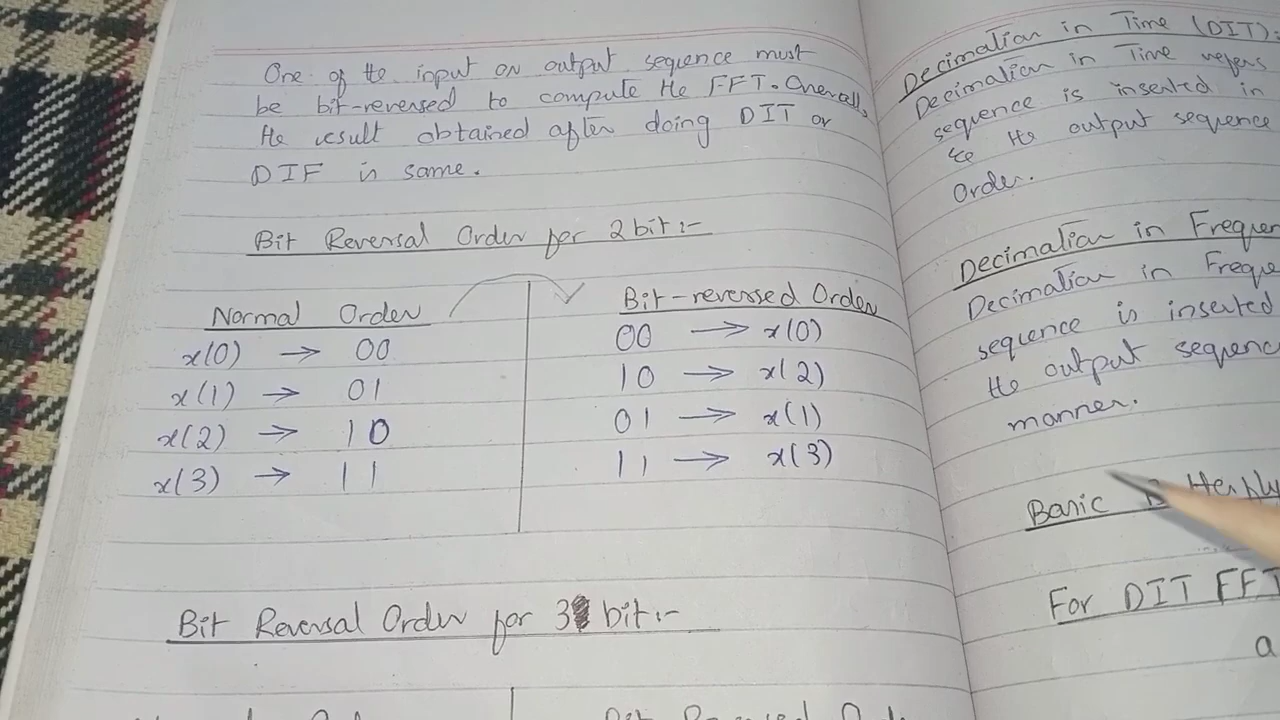 One of the input or output sequence must
be bit-reversed to compute the FFT. Overall,
the result obtained after doing DIT or
DIF is same.
Bit Reversal Order for 2 bit :-
Normal Order
x(0) → 00
x(1) → 01
x(2) → 10
x(3) → 11
Bit-reversed Order
00 → x(0)
10 → x(2)
01 → x(1)
11 → x(3)
Bit Reversal Order for 3 bit :-
Decimation in Time (DIT):
Decimation in Time refers
sequence is inserted in
the output sequence
Order.
Decimation in Frequen
Decimation in Freque
sequence is inserted
the output sequenc
manner.
Basic
For DIT FFT
a